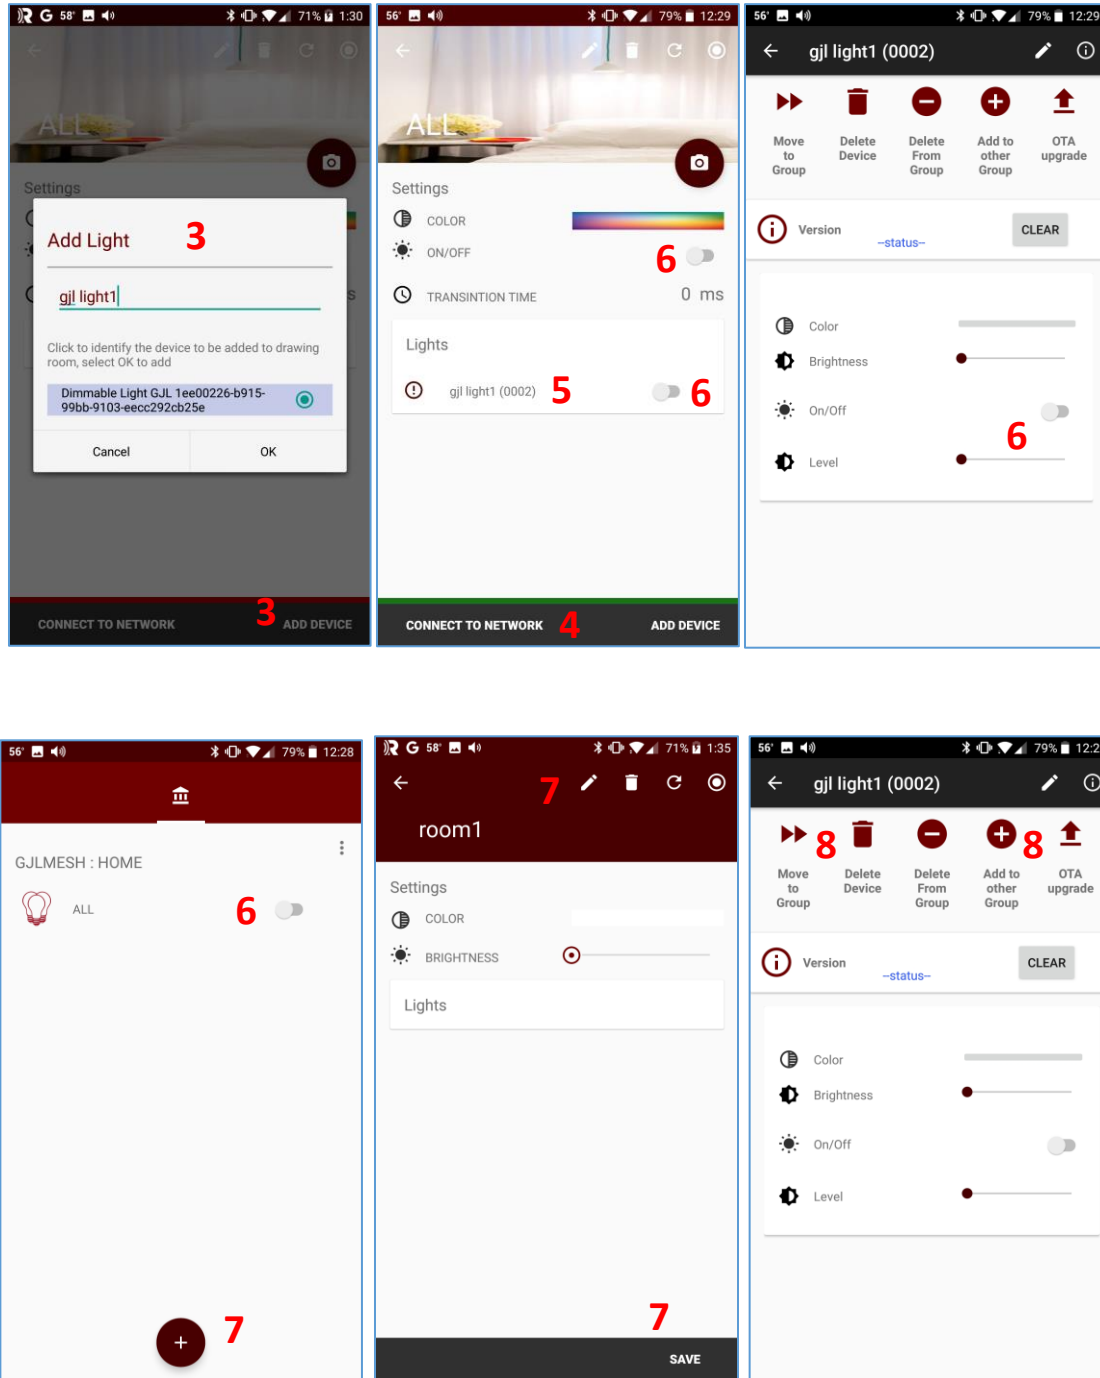 G 58° 71% 1:30
ALL
Settings
Add Light 3
gjl light1
s
Click to identify the device to be added to drawing
room, select OK to add
Dimmable Light GJL 1ee00226-b915-
99bb-9103-eecc292cb25e
Cancel OK
CONNECT TO NETWORK 3 ADD DEVICE
56° 79% 12:29
ALL
Settings
COLOR
ON/OFF 6
TRANSINTION TIME 0 ms
Lights
gjl light1 (0002) 5 6
CONNECT TO NETWORK 4 ADD DEVICE
56° 79% 12:29
gjl light1 (0002)
Move Delete Delete Add to OTA
to Device From other upgrade
Group Group Group
Version CLEAR
--status--
Color
Brightness
On/Off
6
Level
56° 79% 12:28
GJLMESH : HOME
ALL 6
7
+
G 58° 71% 1:35
7
room1
Settings
COLOR
BRIGHTNESS
Lights
7
SAVE
56° 79% 12:2
gjl light1 (0002)
8 8
Move Delete Delete Add to OTA
to Device From other upgrade
Group Group Group
Version CLEAR
--status--
Color
Brightness
On/Off
Level